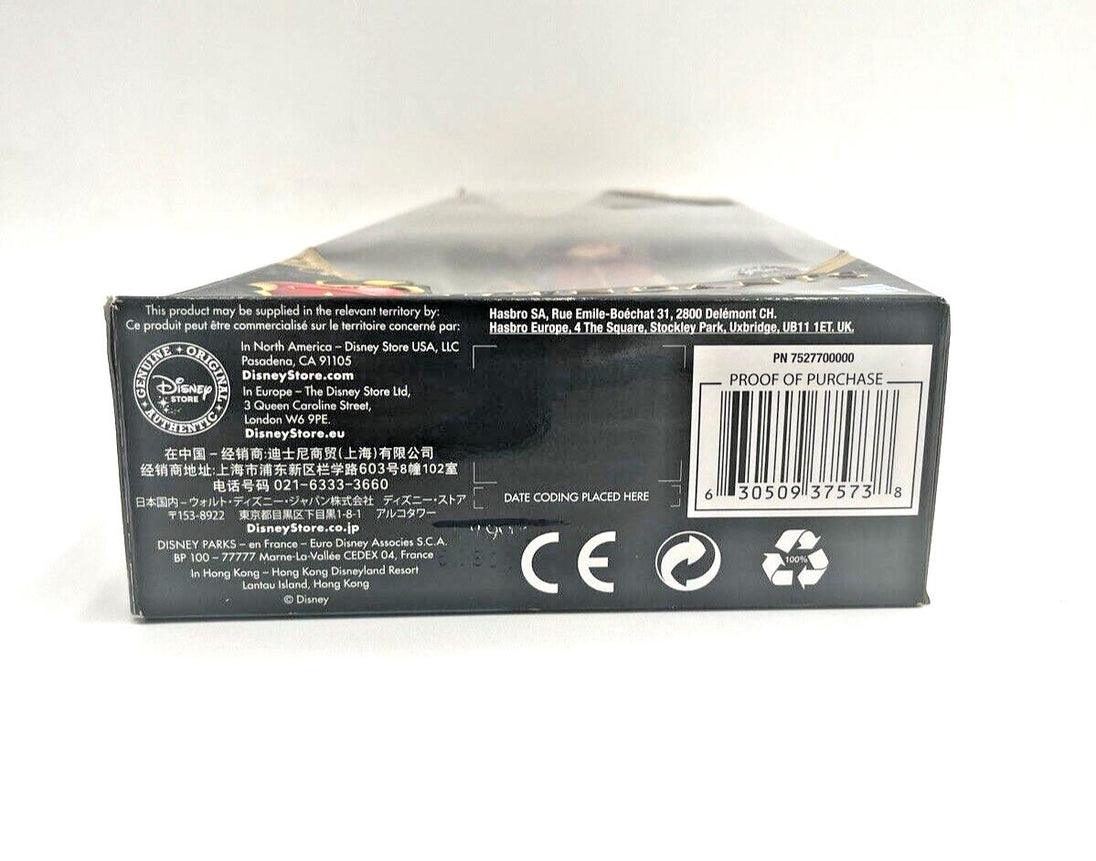 This product may be supplied in the relevant territory by:
Ce produit peut être commercialisé sur le territoire concerné par:
GENUINE • ORIGINAL • AUTHENTIC •
Disney
STORE
In North America – Disney Store USA, LLC
Pasadena, CA 91105
DisneyStore.com
In Europe – The Disney Store Ltd,
3 Queen Caroline Street,
London W6 9PE.
DisneyStore.eu
在中国 – 经销商:迪士尼商贸(上海)有限公司
经销商地址:上海市浦东新区栏学路603号8幢102室
电话号码 021-6333-3660
日本国内–ウォルト・ディズニー・ジャパン株式会社 ディズニー・ストア
〒153-8922 東京都目黒区下目黒1-8-1 アルコタワー
DisneyStore.co.jp
DISNEY PARKS – en France – Euro Disney Associes S.C.A.
BP 100 – 77777 Marne-La-Vallée CEDEX 04, France
In Hong Kong – Hong Kong Disneyland Resort
Lantau Island, Hong Kong
© Disney
Hasbro SA, Rue Emile-Boéchat 31, 2800 Delémont CH.
Hasbro Europe, 4 The Square, Stockley Park, Uxbridge, UB11 1ET. UK.
DATE CODING PLACED HERE
CE
100%
PN 7527700000
PROOF OF PURCHASE
6 30509 37573 8